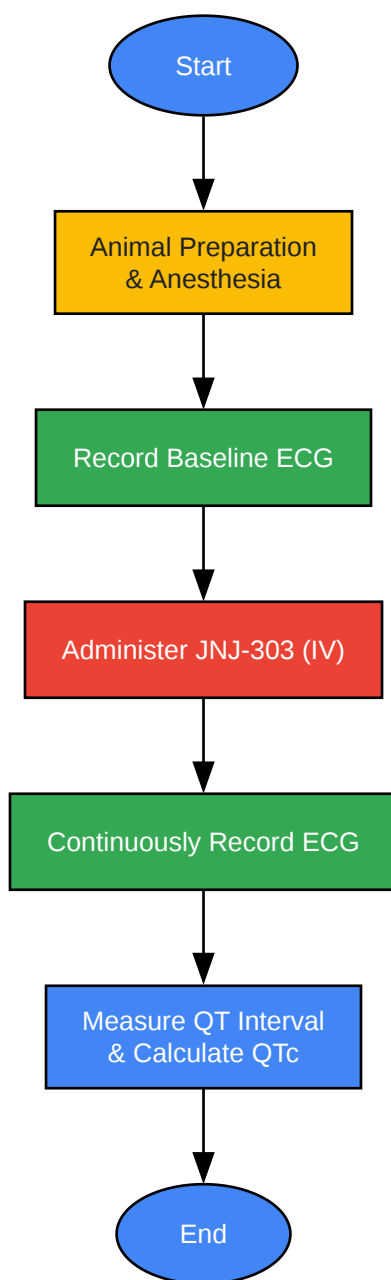 Start
Animal Preparation
& Anesthesia
Record Baseline ECG
Administer JNJ-303 (IV)
Continuously Record ECG
Measure QT Interval
& Calculate QTc
End